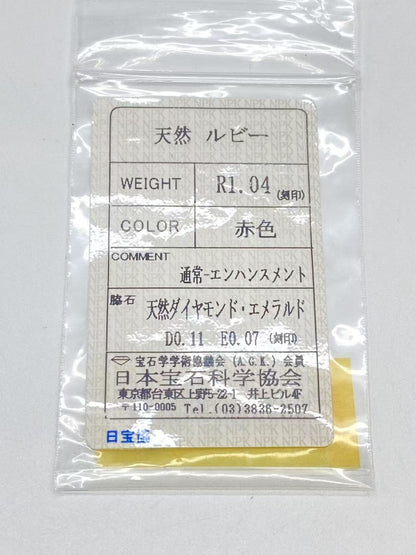 天然 ルビー
WEIGHT R1.04 (刻印)
COLOR 赤色
COMMENT
通常-エンハンスメント
脇石 天然ダイヤモンド・エメラルド
D0.11 E0.07 (刻印)
宝石学学術協議会 (A.G.K.) 会員
日本宝石科学協会
東京都台東区上野5-22-1 井上ビル4F
〒110-0005 Tel.(03)3836-2507
日宝協